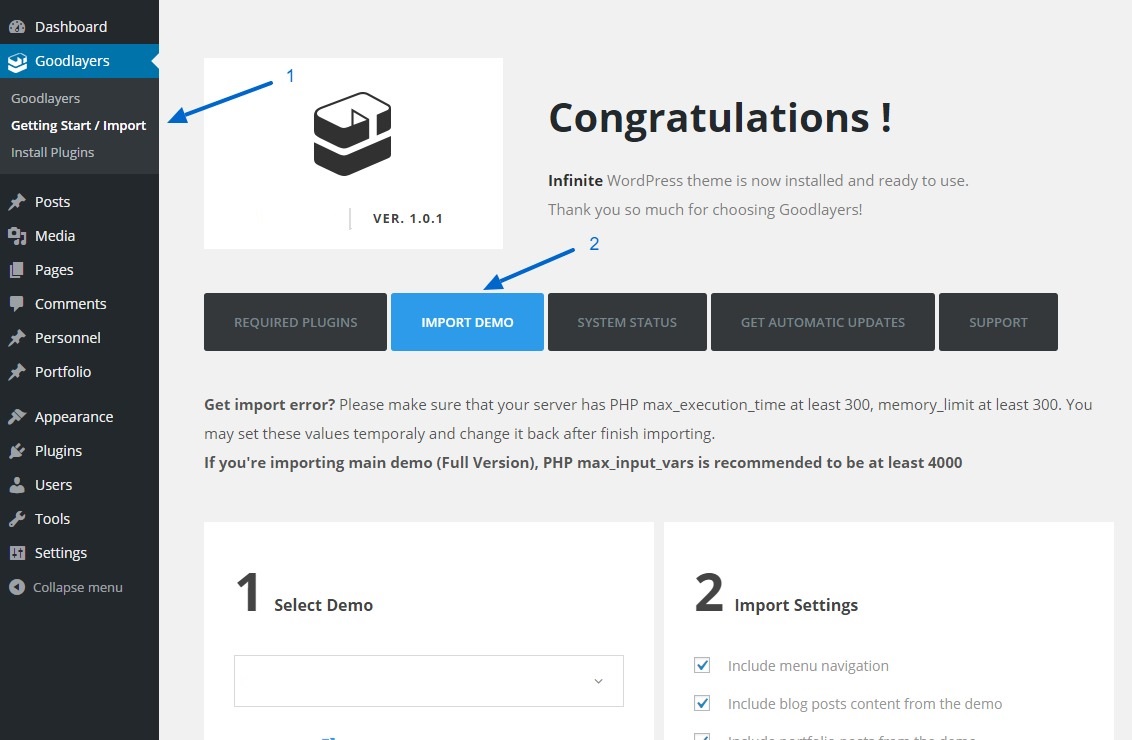 Dashboard
Goodlayers
Goodlayers
Getting Start / Import
Install Plugins
Posts
Media
Pages
Comments
Personnel
Portfolio
Appearance
Plugins
Users
Tools
Settings
Collapse menu
1
VER. 1.0.1
Congratulations !
Infinite WordPress theme is now installed and ready to use.
Thank you so much for choosing Goodlayers!
2
REQUIRED PLUGINS
IMPORT DEMO
SYSTEM STATUS
GET AUTOMATIC UPDATES
SUPPORT
Get import error? Please make sure that your server has PHP max_execution_time at least 300, memory_limit at least 300. You
may set these values temporaly and change it back after finish importing.
If you're importing main demo (Full Version), PHP max_input_vars is recommended to be at least 4000
1 Select Demo
2 Import Settings
Include menu navigation
Include blog posts content from the demo
Include portfolio posts from the demo